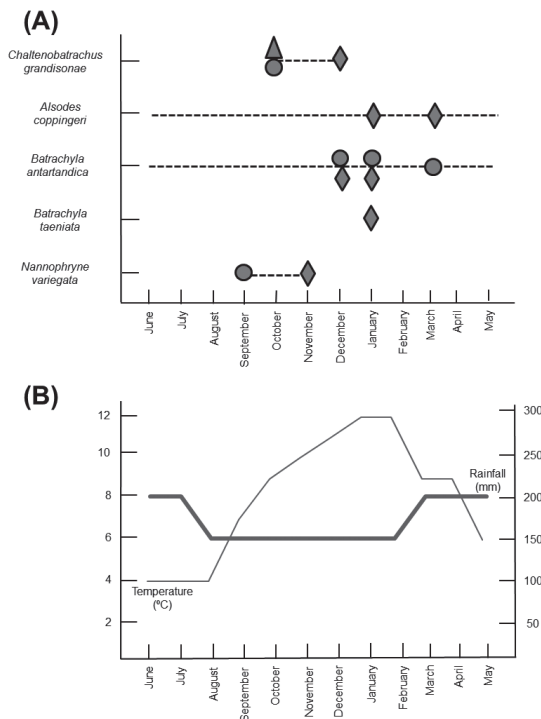 (A)
Chaltenobatrachus
grandisonae
Alsodes
coppingeri
Batrachyla
antartandica
Batrachyla
taeniata
Nannophryne
variegata
June
July
August
September
October
November
December
January
February
March
April
May
(B)
12
10
8
6
4
2
300
250
200
150
100
50
Rainfall
(mm)
Temperature
(ºC)
June
July
August
September
October
November
December
January
February
March
April
May